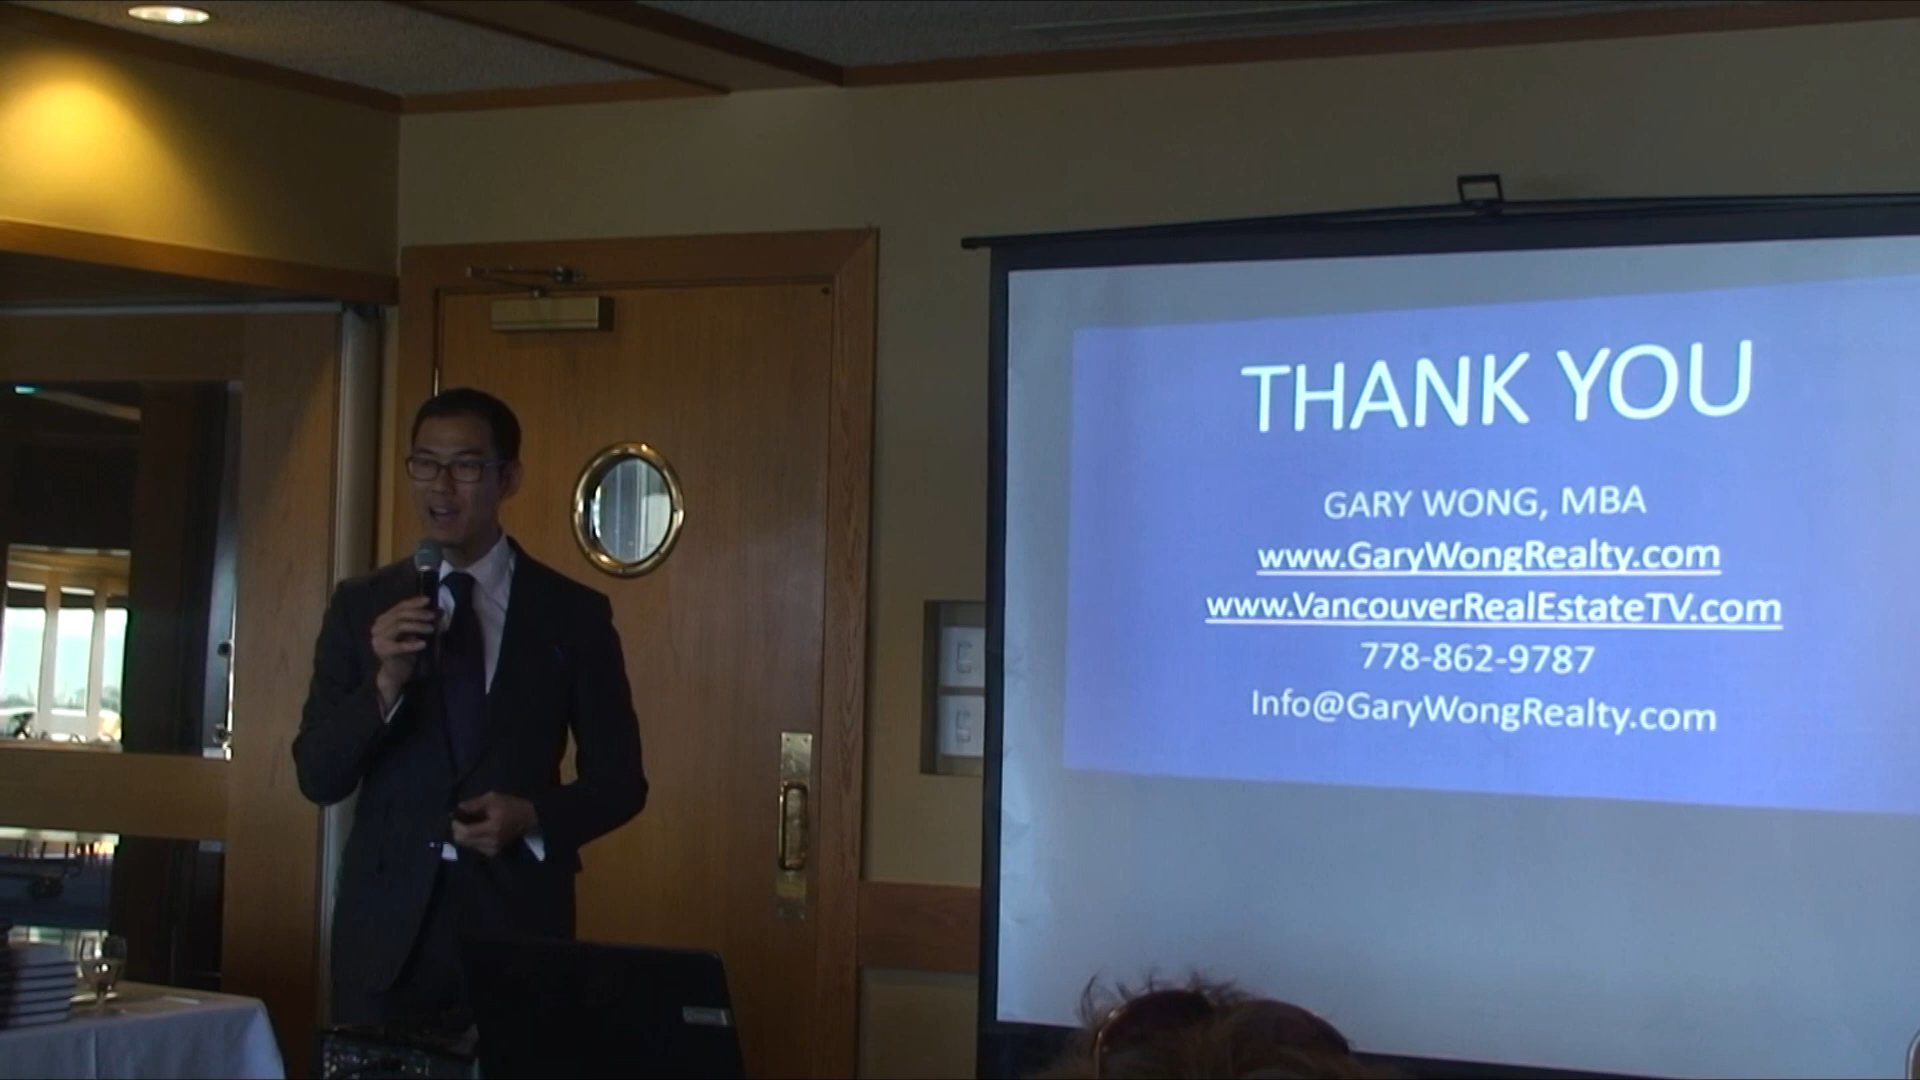 THANK YOU
GARY WONG, MBA
www.GaryWongRealty.com
www.VancouverRealEstateTV.com
778-862-9787
Info@GaryWongRealty.com